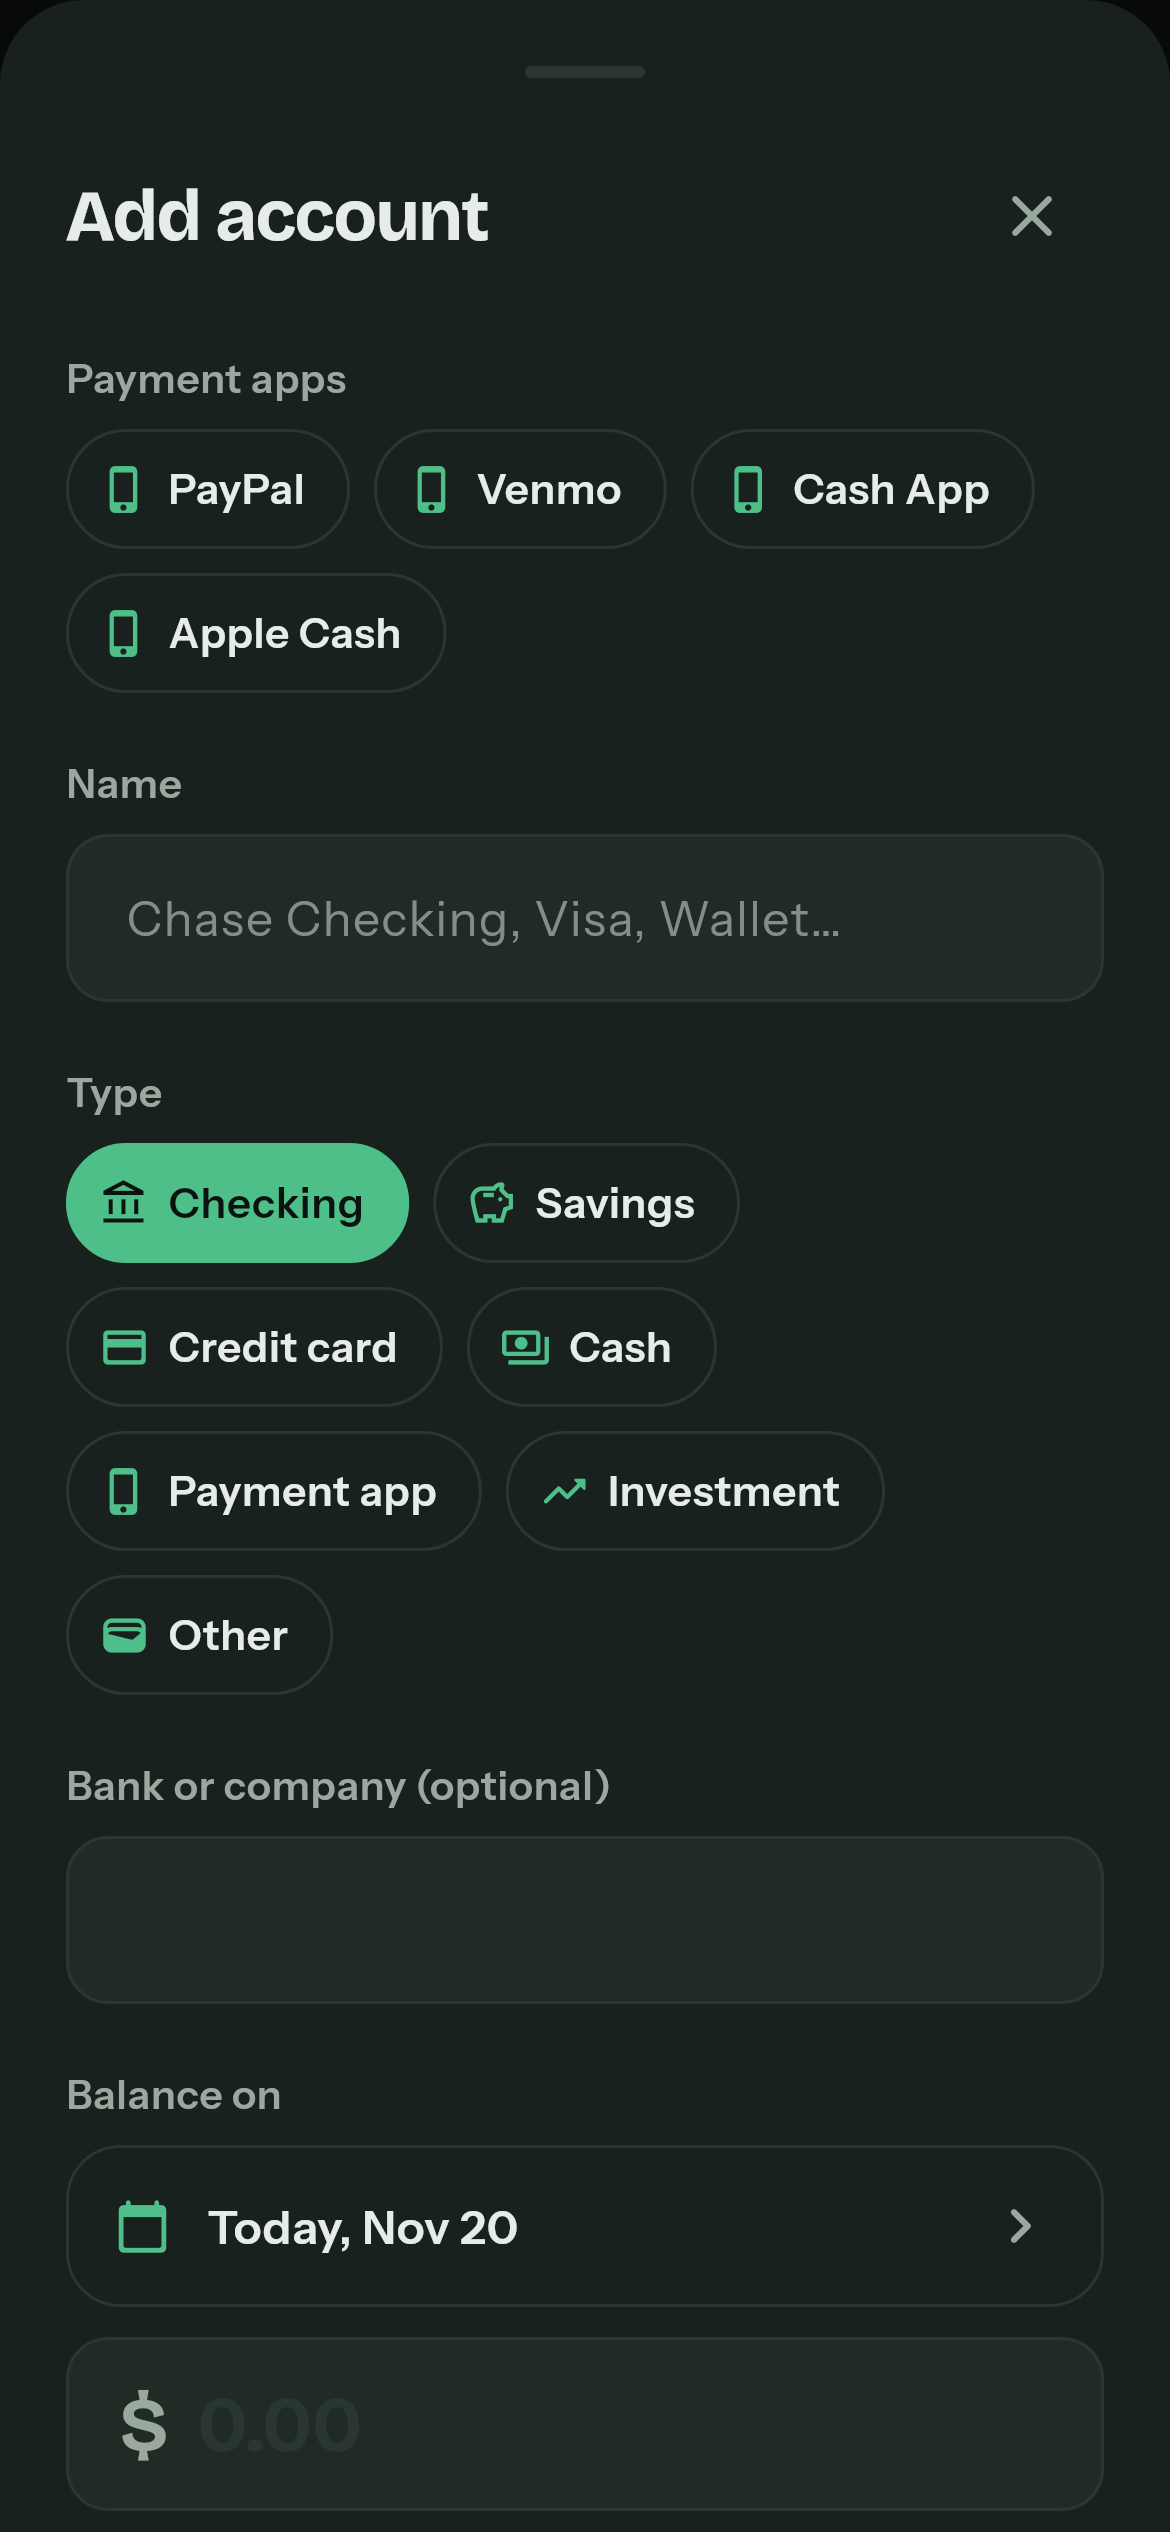 Add account
Payment apps
PayPal
Venmo
Cash App
Apple Cash
Name
Chase Checking, Visa, Wallet...
Type
Checking
Savings
Credit card
Cash
Payment app
Investment
Other
Bank or company (optional)
Balance on
Today, Nov 20
$ 0.00